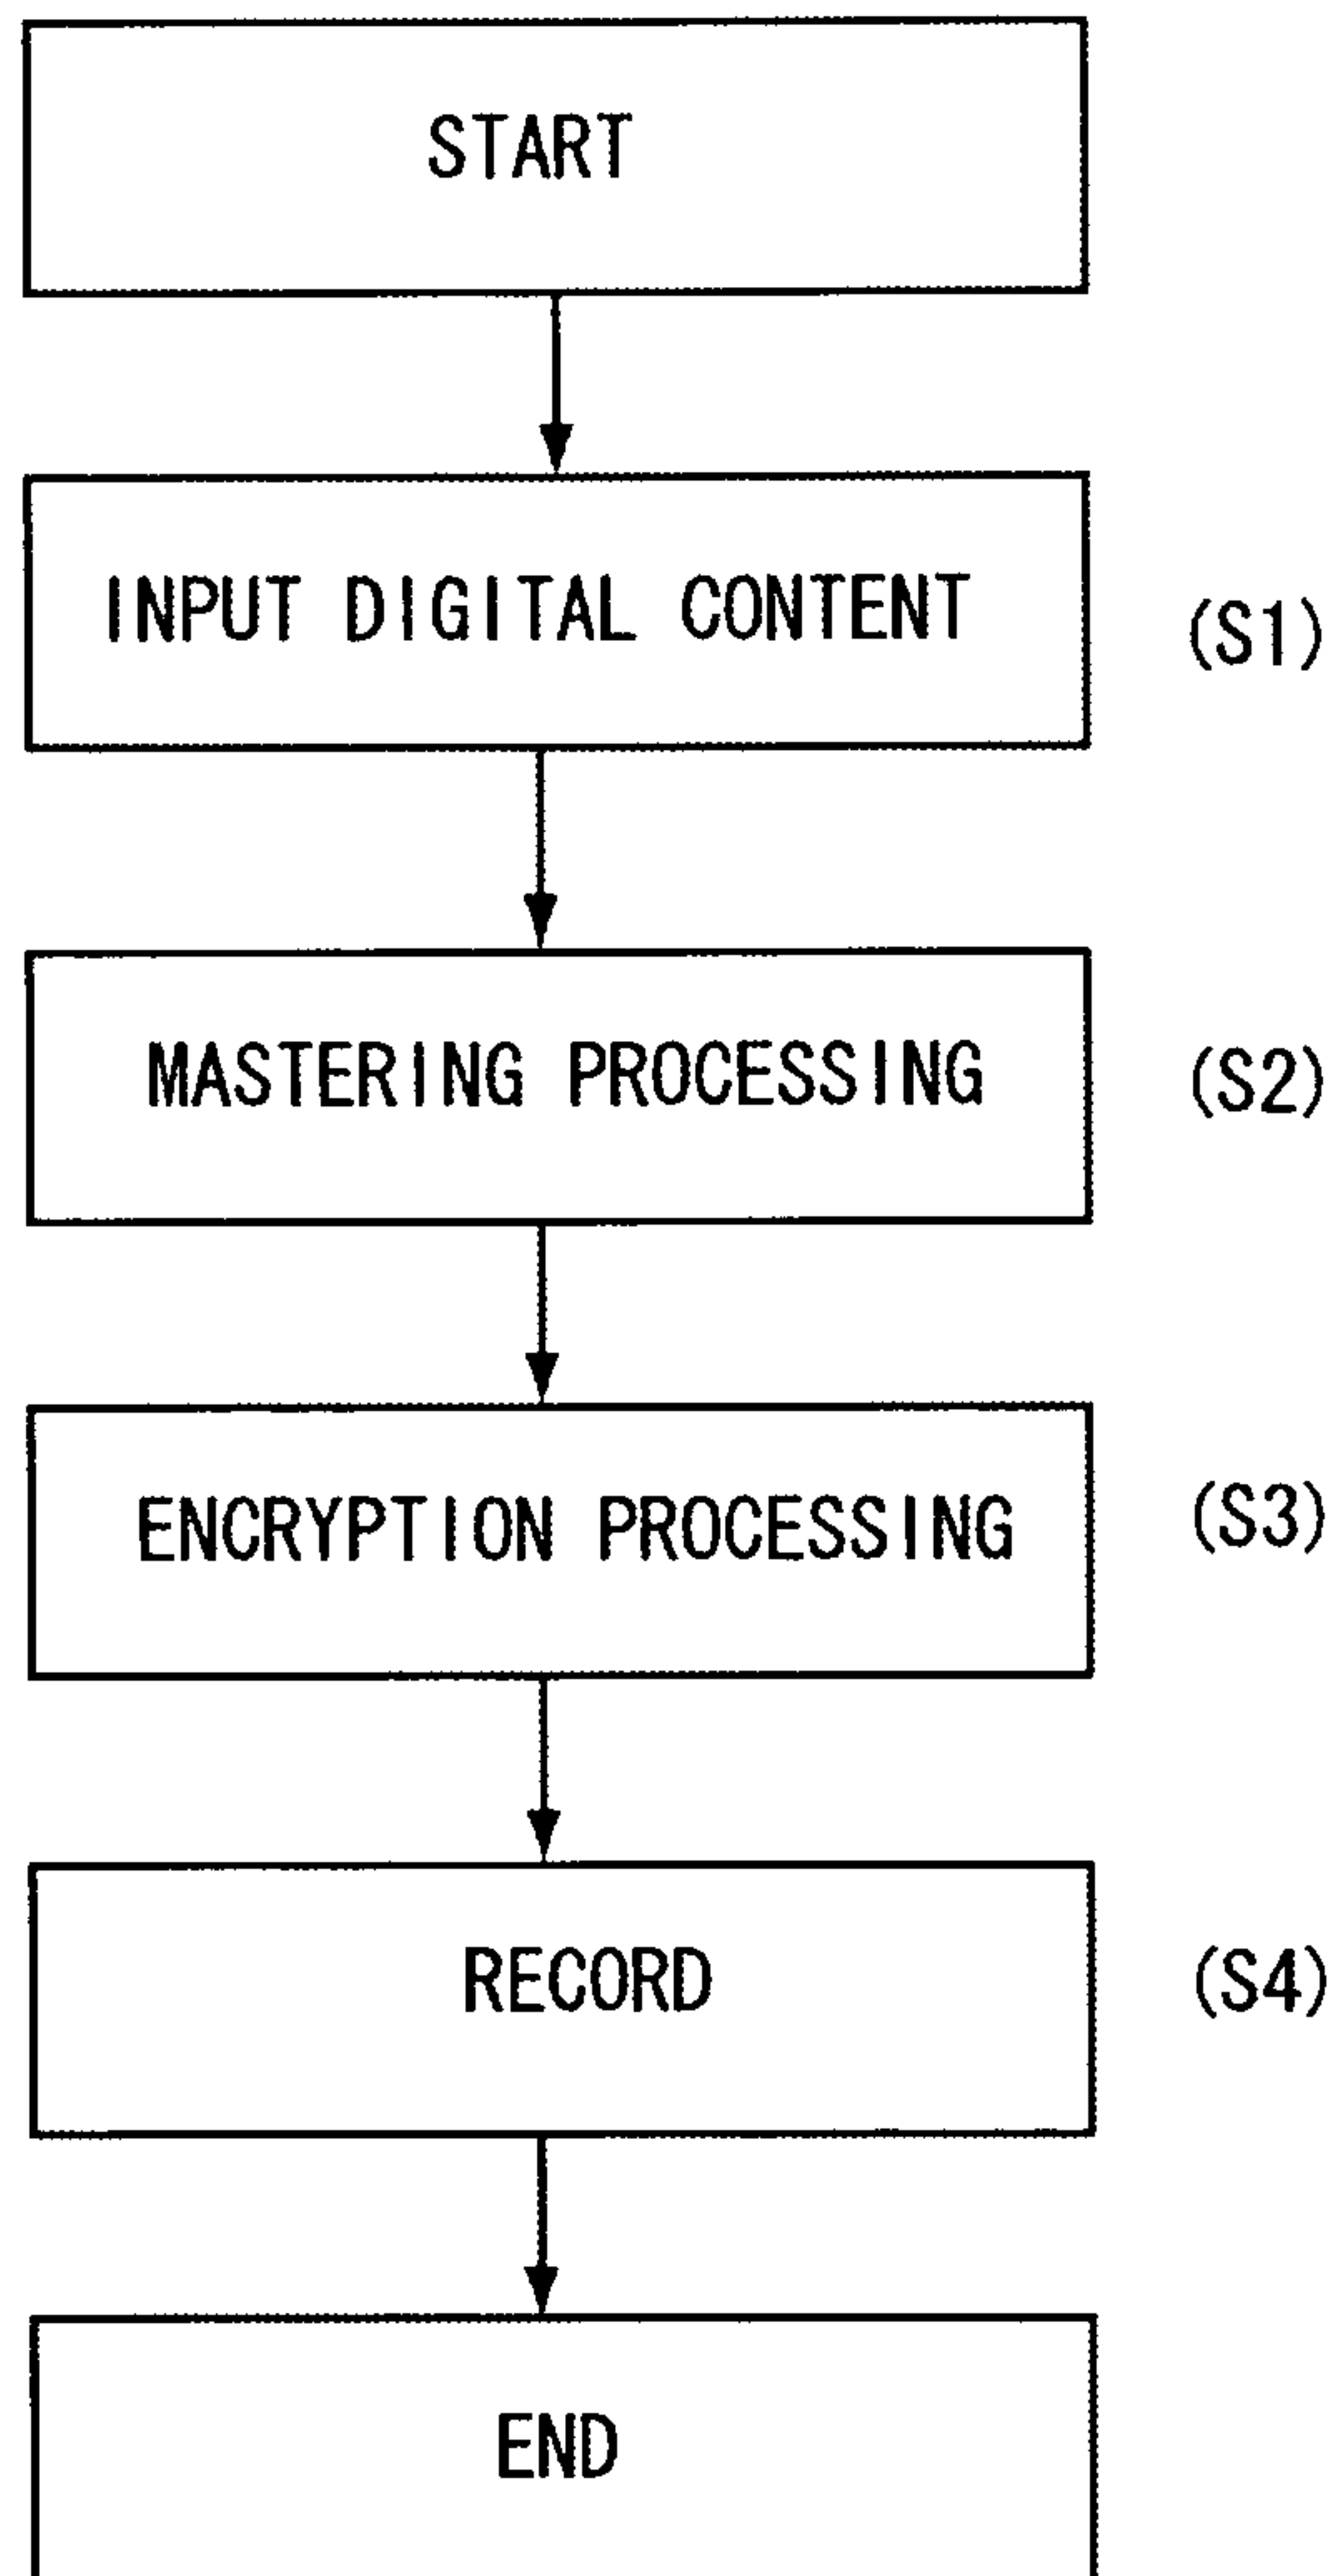 START
INPUT DIGITAL CONTENT (S1)
MASTERING PROCESSING (S2)
ENCRYPTION PROCESSING (S3)
RECORD (S4)
END